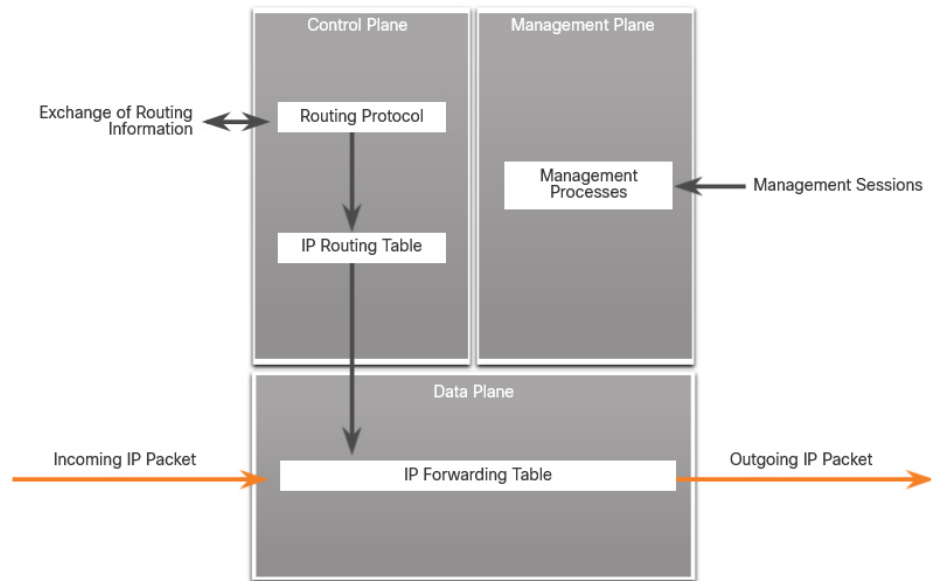 Control Plane
Management Plane
Exchange of Routing
Information
Routing Protocol
Management
Processes
Management Sessions
IP Routing Table
Data Plane
Incoming IP Packet
IP Forwarding Table
Outgoing IP Packet